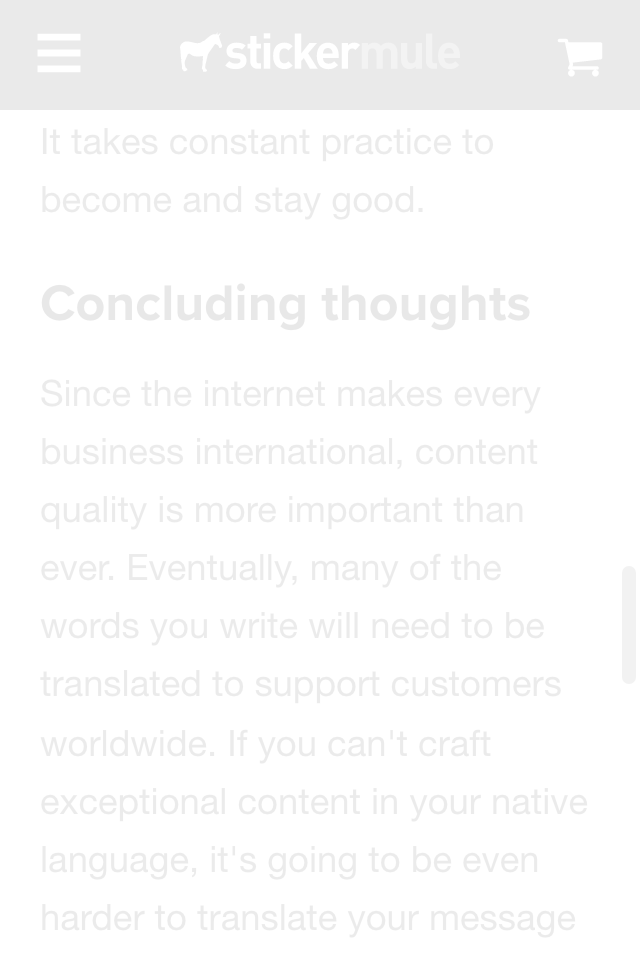 stickermule
It takes constant practice to
become and stay good.
Concluding thoughts
Since the internet makes every
business international, content
quality is more important than
ever. Eventually, many of the
words you write will need to be
translated to support customers
worldwide. If you can't craft
exceptional content in your native
language, it's going to be even
harder to translate your message